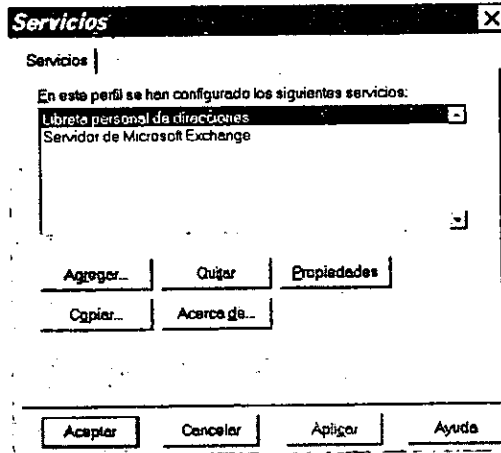 Servicios
Servicios
En este perfil se han configurado los siguientes servicios:
Libreta personal de direcciones
Servidor de Microsoft Exchange
Agregar... Quitar Propiedades
Copiar... Acerca de...
Aceptar Cancelar Aplicar Ayuda